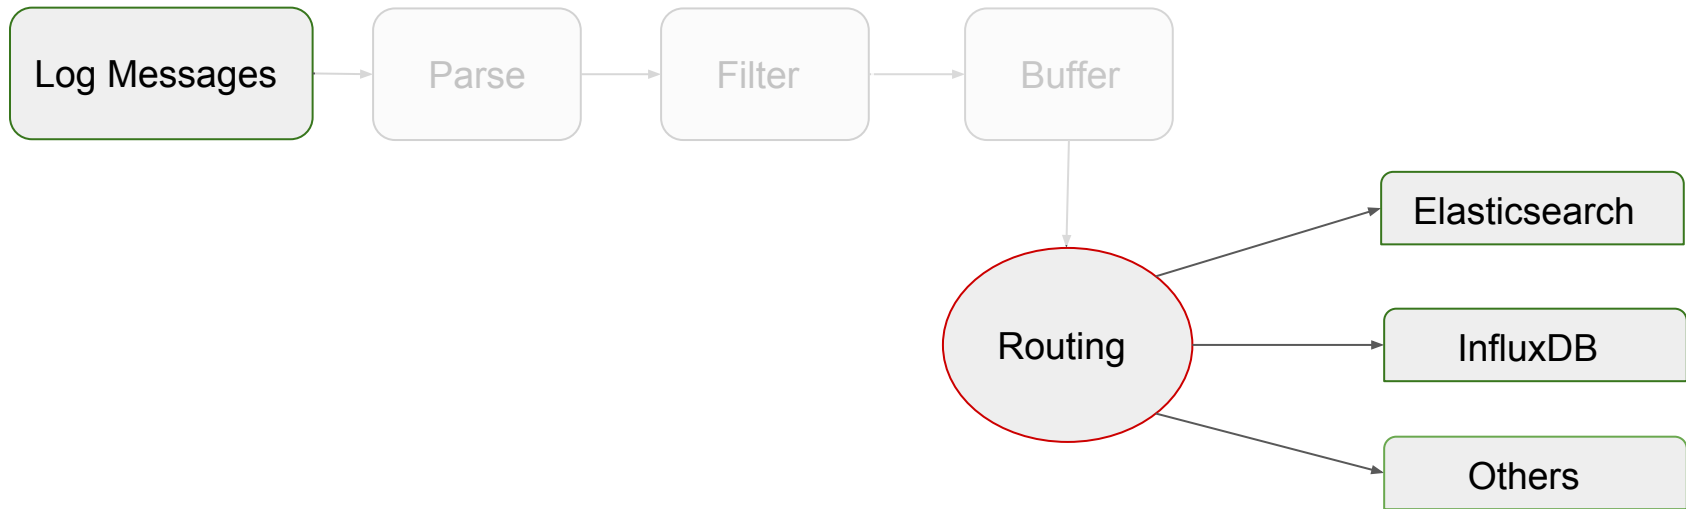 Log Messages
Parse
Filter
Buffer
Elasticsearch
Routing
InfluxDB
Others